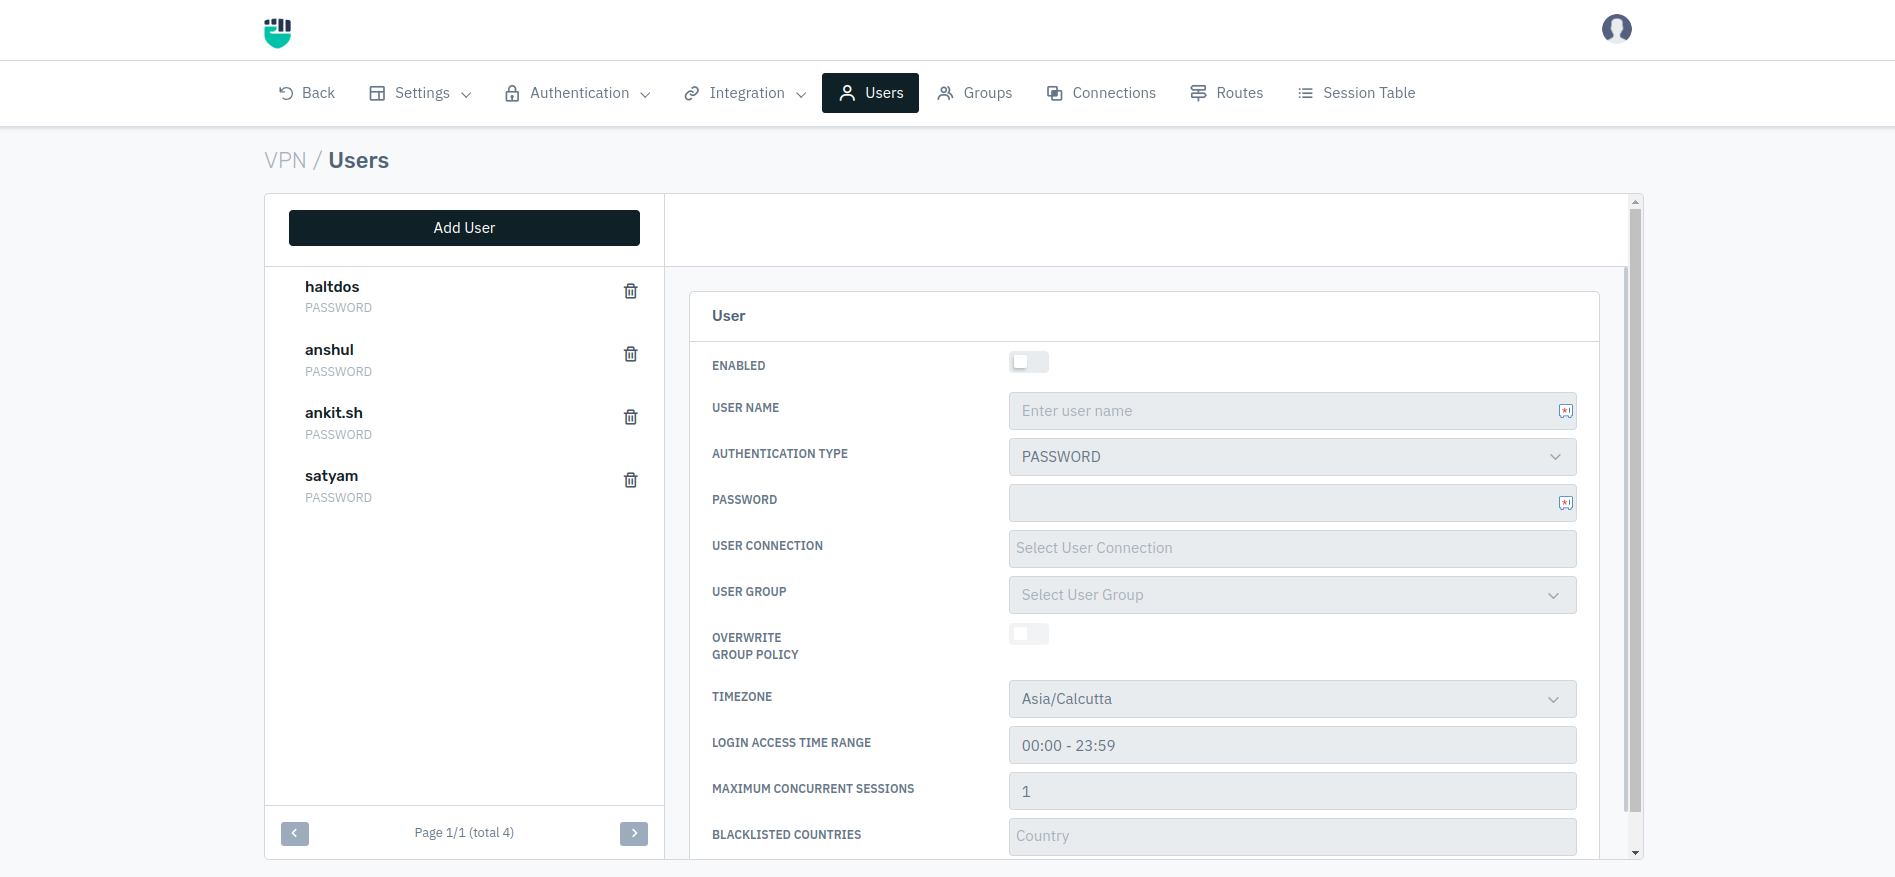 Back
Settings
Authentication
Integration
Users
Groups
Connections
Routes
Session Table
VPN / Users
Add User
haltdos
PASSWORD
anshul
PASSWORD
ankit.sh
PASSWORD
satyam
PASSWORD
Page 1/1 (total 4)
User
ENABLED
USER NAME
Enter user name
AUTHENTICATION TYPE
PASSWORD
PASSWORD
USER CONNECTION
Select User Connection
USER GROUP
Select User Group
OVERWRITE
GROUP POLICY
TIMEZONE
Asia/Calcutta
LOGIN ACCESS TIME RANGE
00:00 - 23:59
MAXIMUM CONCURRENT SESSIONS
1
BLACKLISTED COUNTRIES
Country